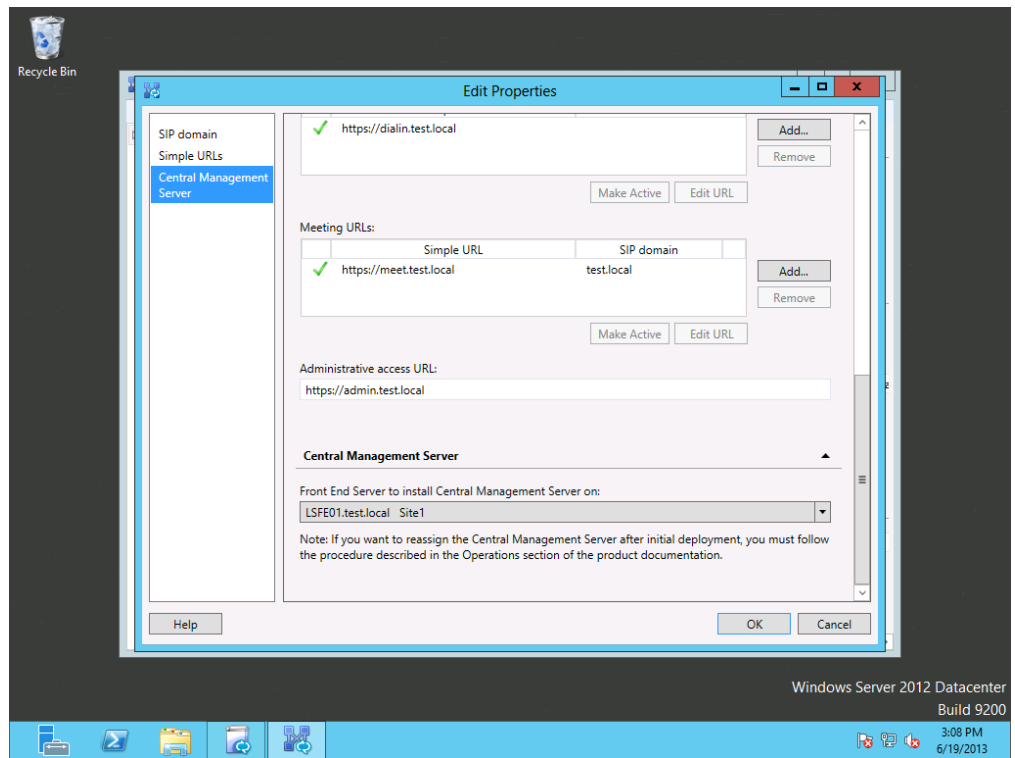 Recycle Bin
Edit Properties
SIP domain
Simple URLs
Central Management
Server
https://dialin.test.local
Add...
Remove
Make Active Edit URL
Meeting URLs:
Simple URL SIP domain
https://meet.test.local test.local
Add...
Remove
Make Active Edit URL
Administrative access URL:
https://admin.test.local
Central Management Server
Front End Server to install Central Management Server on:
LSFE01.test.local Site1
Note: If you want to reassign the Central Management Server after initial deployment, you must follow
the procedure described in the Operations section of the product documentation.
Help
OK Cancel
Windows Server 2012 Datacenter
Build 9200
3:08 PM
6/19/2013